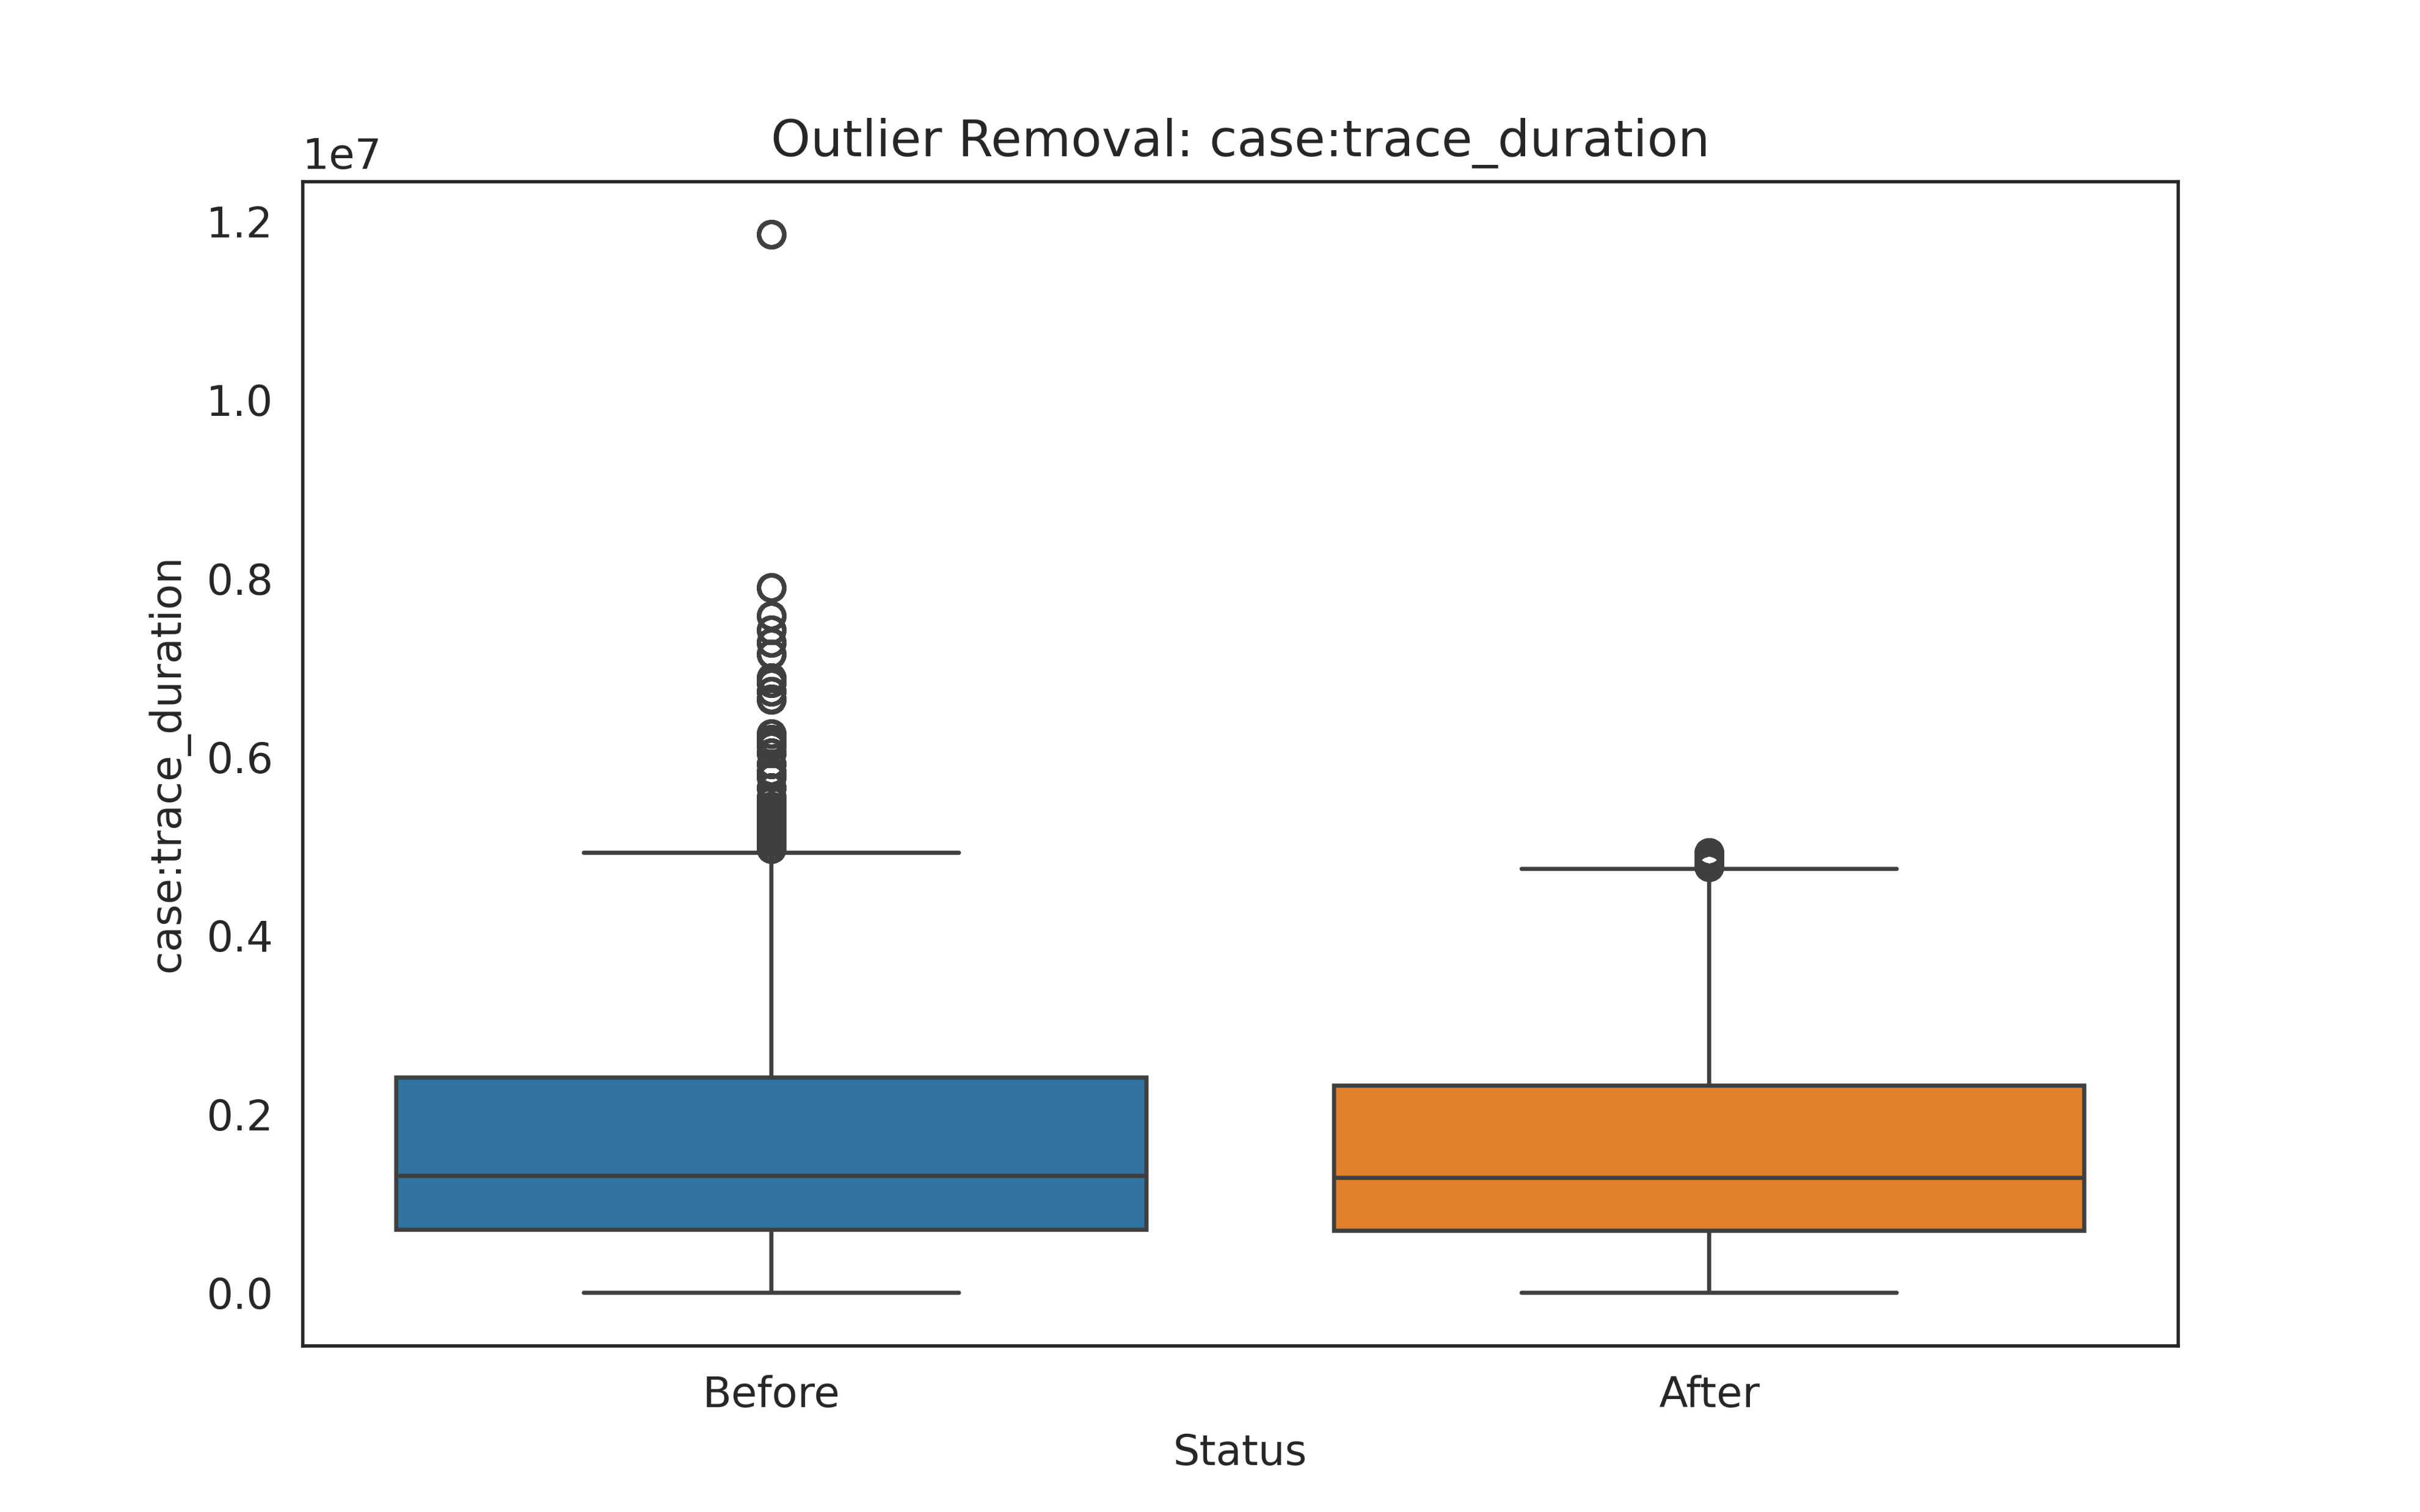 Outlier Removal: case:trace_duration
1e7
1.2
1.0
0.8
0.6
0.4
0.2
0.0
case:trace_duration
Before
After
Status